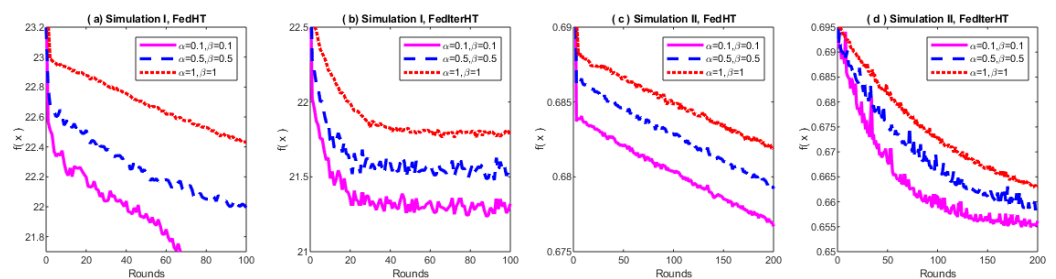 ( a) Simulation I, FedHT
23.2
23
22.8
22.6
22.4
22.2
22
21.8
f( x )
0 20 40 60 80 100
Rounds
α=0.1,β=0.1
α=0.5,β=0.5
α=1,β=1
( b) Simulation I, FedIterHT
22.5
22
21.5
21
f( x )
0 20 40 60 80 100
Rounds
α=0.1,β=0.1
α=0.5,β=0.5
α=1,β=1
( c ) Simulation II, FedHT
0.69
0.685
0.68
0.675
f( x )
0 50 100 150 200
Rounds
α=0.1,β=0.1
α=0.5,β=0.5
α=1,β=1
( d ) Simulation II, FedIterHT
0.695
0.69
0.685
0.68
0.675
0.67
0.665
0.66
0.655
0.65
f( x )
0 50 100 150 200
Rounds
α=0.1,β=0.1
α=0.5,β=0.5
α=1,β=1